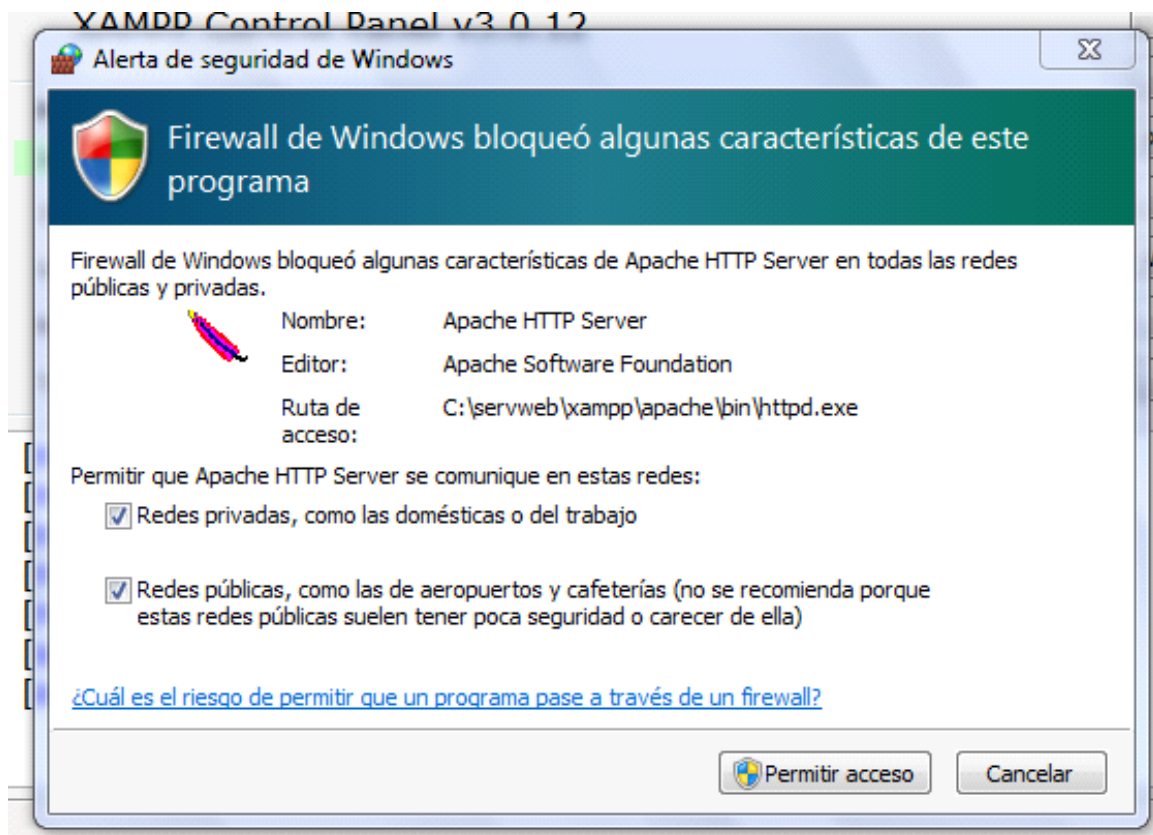 XAMPP Control Panel v3.0.12
Alerta de seguridad de Windows
Firewall de Windows bloqueó algunas características de este
programa
Firewall de Windows bloqueó algunas características de Apache HTTP Server en todas las redes
públicas y privadas.
Nombre: Apache HTTP Server
Editor: Apache Software Foundation
Ruta de C:\servweb\xampp\apache\bin\httpd.exe
acceso:
Permitir que Apache HTTP Server se comunique en estas redes:
Redes privadas, como las domésticas o del trabajo
Redes públicas, como las de aeropuertos y cafeterías (no se recomienda porque
estas redes públicas suelen tener poca seguridad o carecer de ella)
¿Cuál es el riesgo de permitir que un programa pase a través de un firewall?
Permitir acceso Cancelar